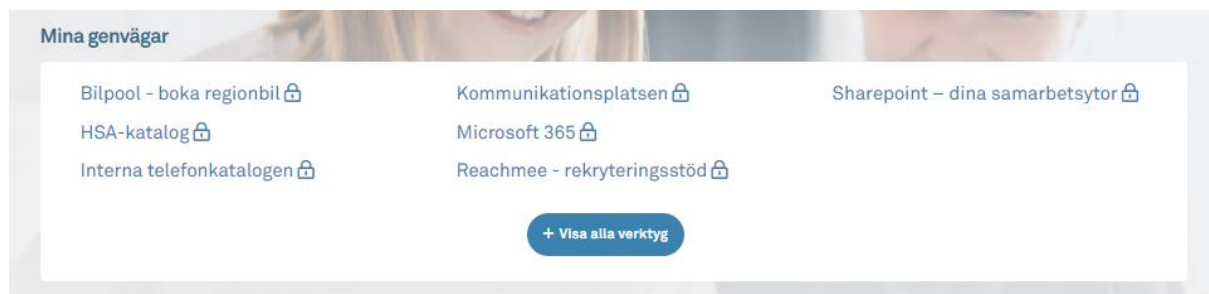 Mina genvägar
Bilpool - boka regionbil
HSA-katalog
Interna telefonkatalogen
Kommunikationsplatsen
Microsoft 365
Reachmee - rekryteringsstöd
Sharepoint – dina samarbetsytor
+ Visa alla verktyg